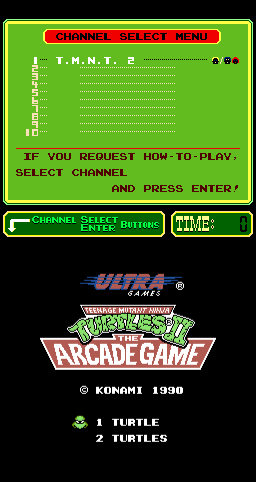 CHANNEL SELECT MENU
1 T.M.N.T. 2
2
3
4
5
6
7
8
9
10
IF YOU REQUEST HOW-TO-PLAY,
SELECT CHANNEL
AND PRESS ENTER!
CHANNEL SELECT
ENTER BUTTONS
TIME: 0
ULTRA ®
GAMES
TEENAGE MUTANT NINJA
TURTLES II
THE
ARCADE GAME
© KONAMI 1990
1 TURTLE
2 TURTLES